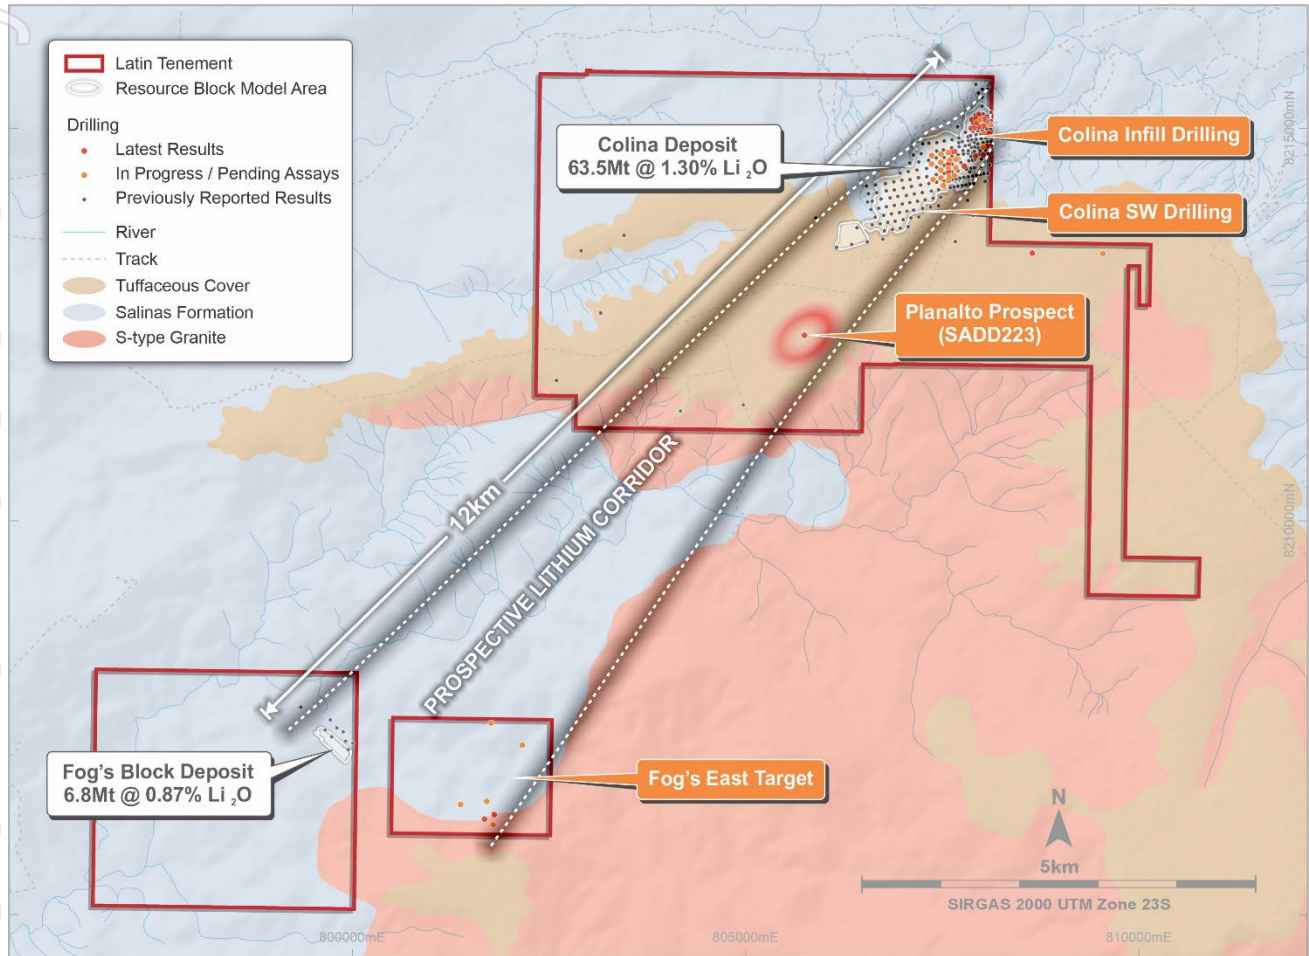 Latin Tenement
Resource Block Model Area
Drilling
Latest Results
In Progress / Pending Assays
Previously Reported Results
River
Track
Tuffaceous Cover
Salinas Formation
S-type Granite
Colina Deposit
63.5Mt @ 1.30% Li₂O
Colina Infill Drilling
8215000mN
Colina SW Drilling
Planalto Prospect
(SADD223)
12km
PROSPECTIVE LITHIUM CORRIDOR
8210000mN
Fog's Block Deposit
6.8Mt @ 0.87% Li₂O
Fog's East Target
N
5km
SIRGAS 2000 UTM Zone 23S
800000mE
805000mE
810000mE